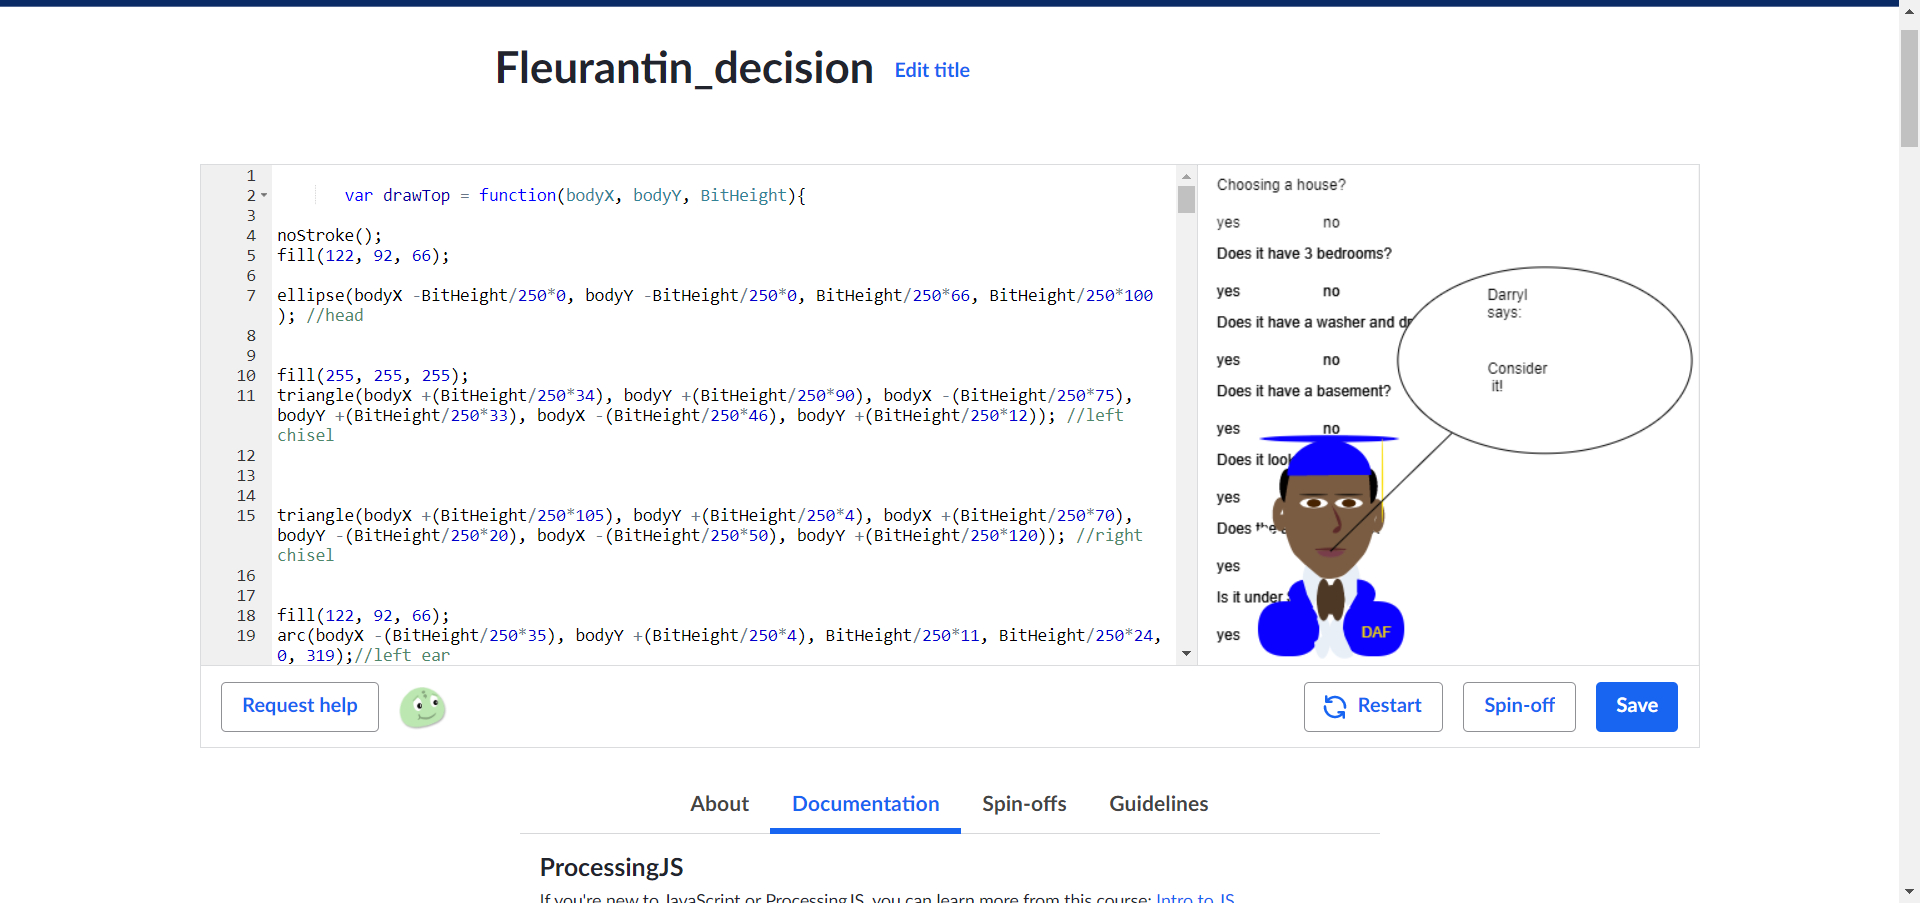 Fleurantin_decision Edit title
1
2 var drawTop = function(bodyX, bodyY, BitHeight){
3
4 noStroke();
5 fill(122, 92, 66);
6
7 ellipse(bodyX -BitHeight/250*0, bodyY -BitHeight/250*0, BitHeight/250*66, BitHeight/250*100
); //head
8
9
10 fill(255, 255, 255);
11 triangle(bodyX +(BitHeight/250*34), bodyY +(BitHeight/250*90), bodyX -(BitHeight/250*75),
bodyY +(BitHeight/250*33), bodyX -(BitHeight/250*46), bodyY +(BitHeight/250*12)); //left
chisel
12
13
14
15 triangle(bodyX +(BitHeight/250*105), bodyY +(BitHeight/250*4), bodyX +(BitHeight/250*70),
bodyY -(BitHeight/250*20), bodyX -(BitHeight/250*50), bodyY +(BitHeight/250*120)); //right
chisel
16
17
18 fill(122, 92, 66);
19 arc(bodyX -(BitHeight/250*35), bodyY +(BitHeight/250*4), BitHeight/250*11, BitHeight/250*24,
0, 319);//left ear
Choosing a house?
yes no
Does it have 3 bedrooms?
yes no
Does it have a washer and
yes no
Does it have a basement?
yes no
Does it
yes
Does
yes
Is it under
yes
Darryl
says:
Consider
it!
DAF
Request help
Restart
Spin-off
Save
About Documentation Spin-offs Guidelines
ProcessingJS
If you're new to JavaScript or ProcessingJS, you can learn more from this course: Intro to JS